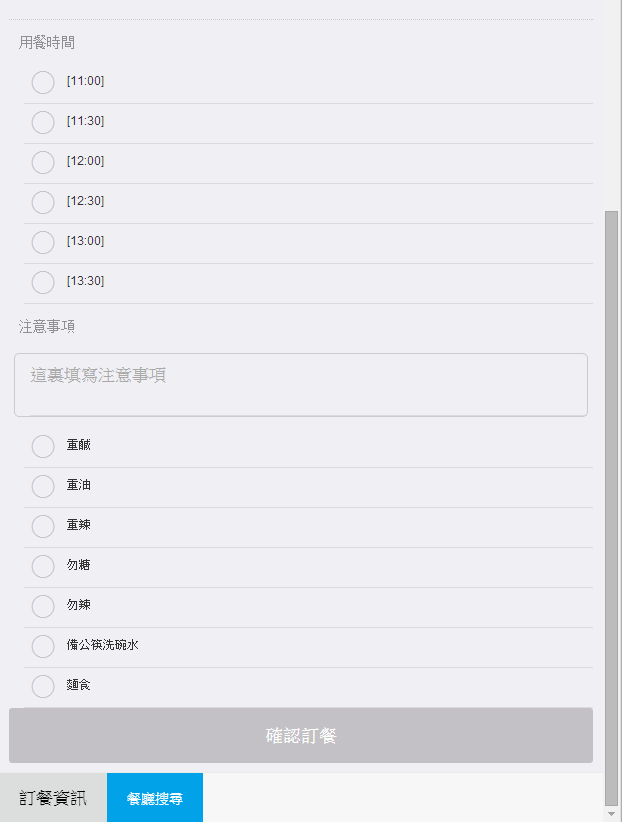 用餐時間
[11:00]
[11:30]
[12:00]
[12:30]
[13:00]
[13:30]
注意事項
這裏填寫注意事項
重鹹
重油
重辣
勿糖
勿辣
備公筷洗碗水
麵食
確認訂餐
訂餐資訊
餐廳搜尋